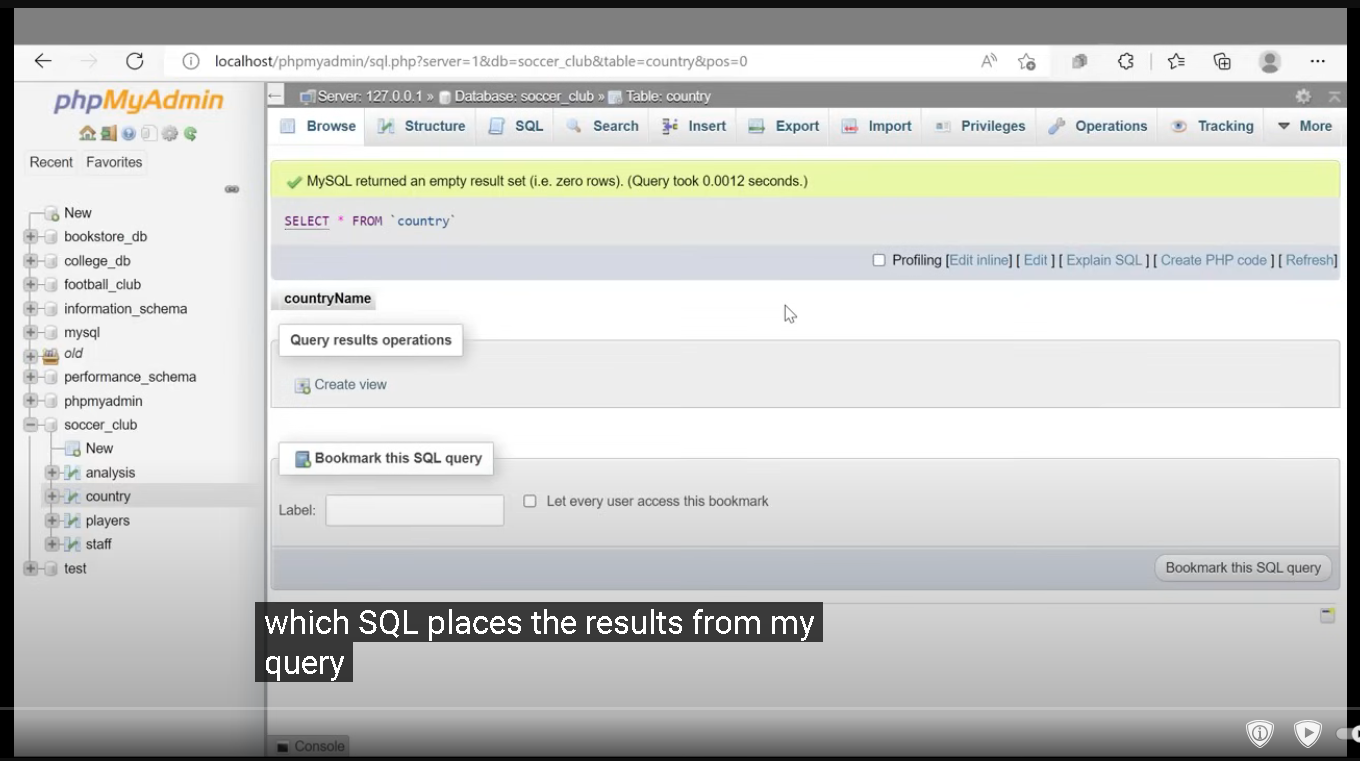 localhost/phpmyadmin/sql.php?server=1&db=soccer_club&table=country&pos=0
phpMyAdmin
Recent Favorites
New
bookstore_db
college_db
football_club
information_schema
mysql
old
performance_schema
phpmyadmin
soccer_club
New
analysis
country
players
staff
test
Server: 127.0.0.1 » Database: soccer_club » Table: country
Browse Structure SQL Search Insert Export Import Privileges Operations Tracking More
MySQL returned an empty result set (i.e. zero rows). (Query took 0.0012 seconds.)
SELECT * FROM `country`
Profiling [Edit inline] [ Edit ] [ Explain SQL ] [ Create PHP code ] [ Refresh]
countryName
Query results operations
Create view
Bookmark this SQL query
Label: Let every user access this bookmark
Bookmark this SQL query
which SQL places the results from my
query
Console